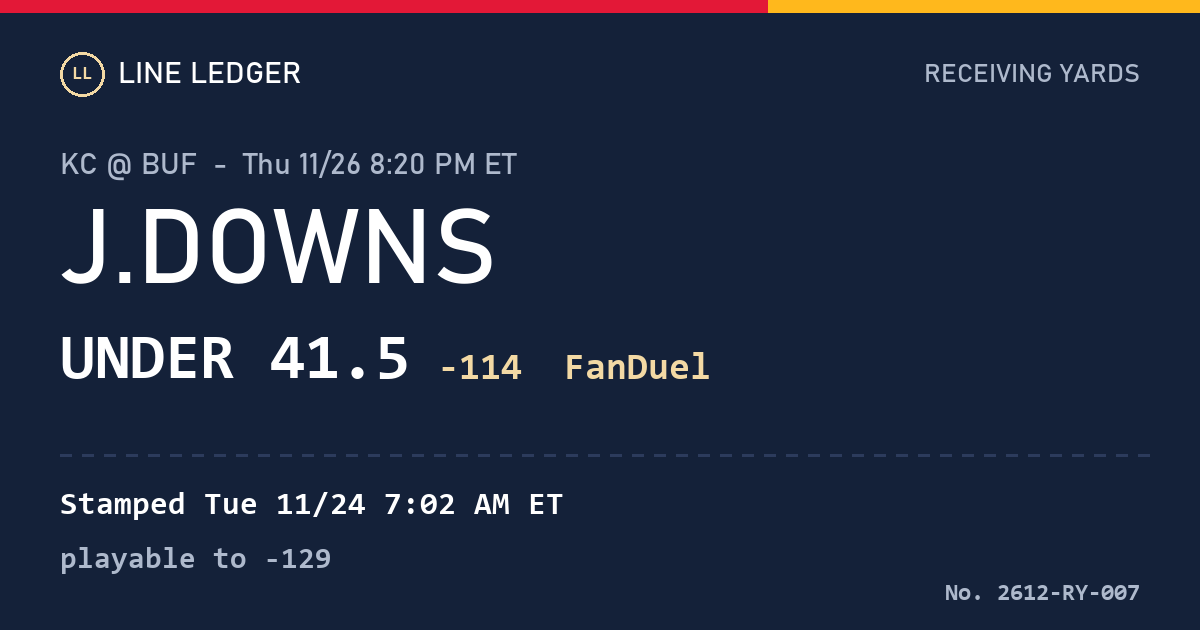 LL LINE LEDGER RECEIVING YARDS
KC @ BUF - Thu 11/26 8:20 PM ET
J.DOWNS
UNDER 41.5 -114 FanDuel
Stamped Tue 11/24 7:02 AM ET
playable to -129
No. 2612-RY-007